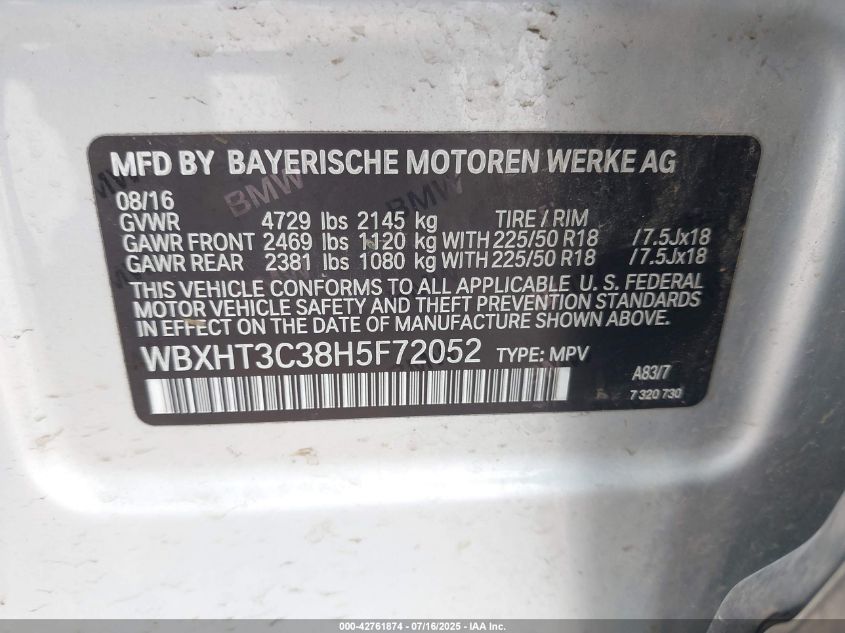 MFD BY BAYERISCHE MOTOREN WERKE AG
08/16
GVWR 4729 lbs 2145 kg TIRE / RIM
GAWR FRONT 2469 lbs 1120 kg WITH 225/50 R18 /7.5Jx18
GAWR REAR 2381 lbs 1080 kg WITH 225/50 R18 /7.5Jx18
THIS VEHICLE CONFORMS TO ALL APPLICABLE U. S. FEDERAL
MOTOR VEHICLE SAFETY AND THEFT PREVENTION STANDARDS
IN EFFECT ON THE DATE OF MANUFACTURE SHOWN ABOVE.
WBXHT3C38H5F72052 TYPE: MPV
A83/7
7 320 730
BMW
BMW
000-42761874 - 07/16/2025 - IAA Inc.